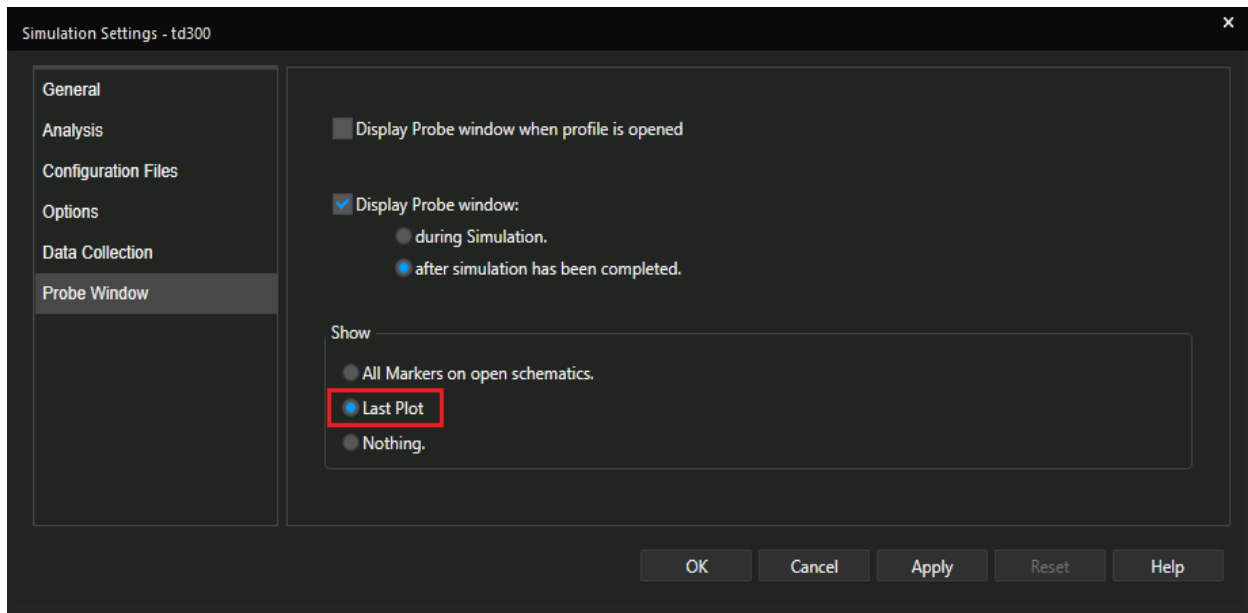 Simulation Settings - td300
×
General
Analysis
Configuration Files
Options
Data Collection
Probe Window
Display Probe window when profile is opened
Display Probe window:
during Simulation.
after simulation has been completed.
Show
All Markers on open schematics.
Last Plot
Nothing.
OK
Cancel
Apply
Reset
Help